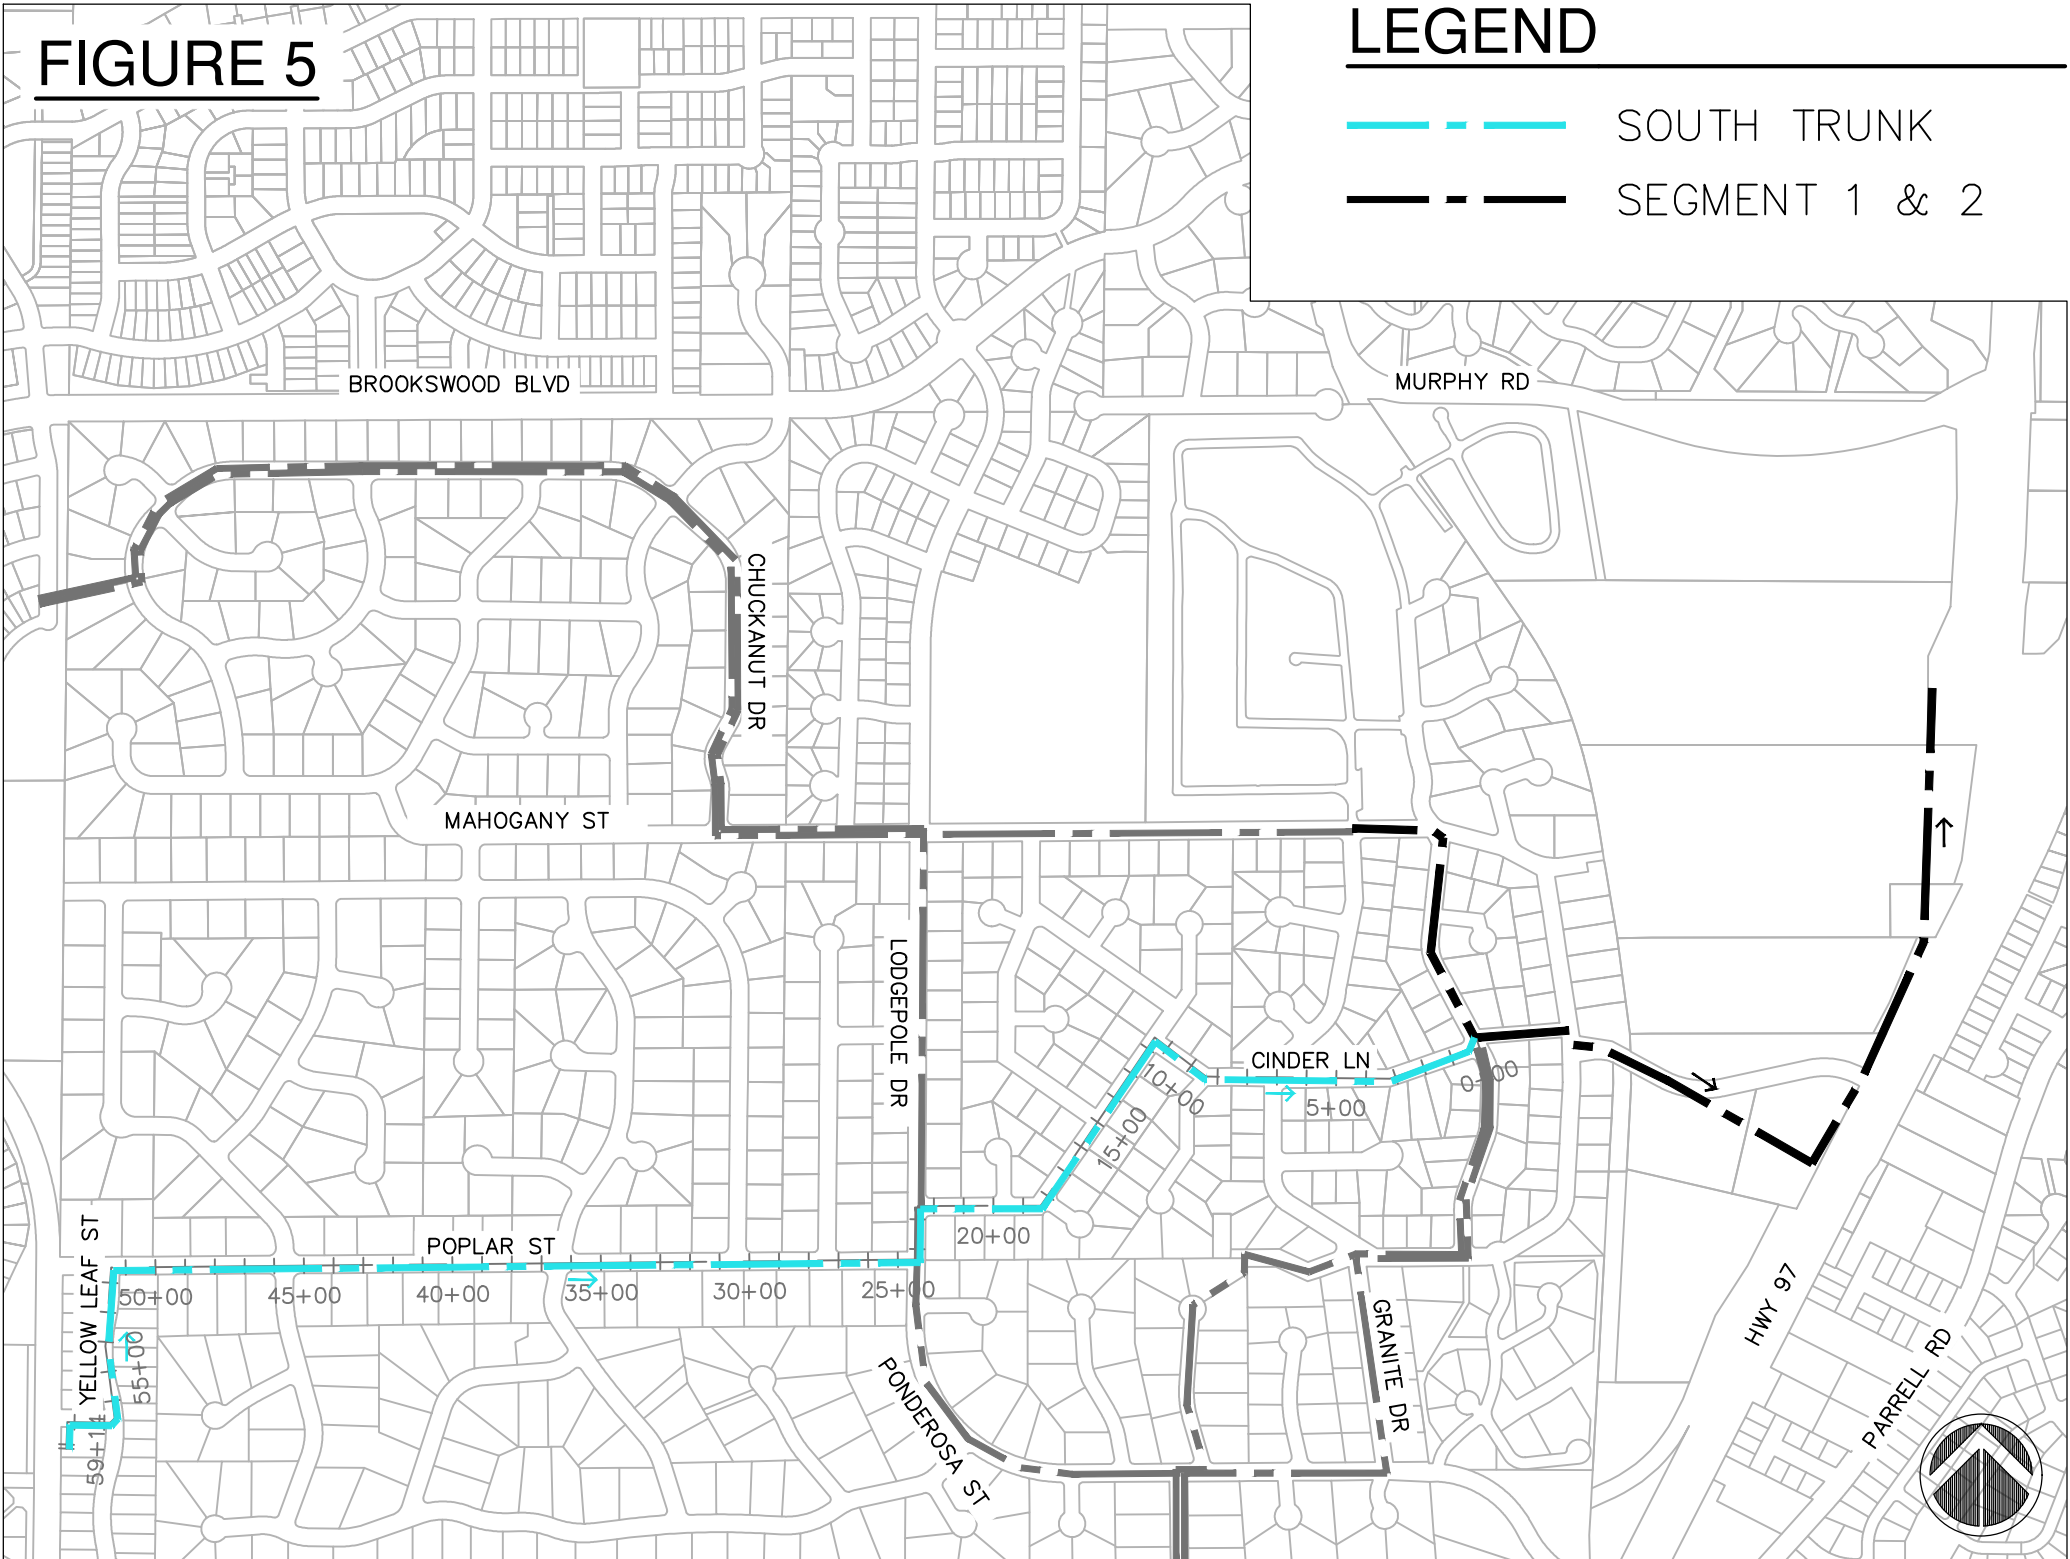 FIGURE 5
LEGEND
SOUTH TRUNK
SEGMENT 1 & 2
BROOKSWOOD BLVD
MURPHY RD
CHUCKANUT DR
MAHOGANY ST
LODGEPOLE DR
CINDER LN
0+00
5+00
10+00
15+00
20+00
POPLAR ST
YELLOW LEAF ST
50+00
45+00
40+00
35+00
30+00
25+00
55+00
59+14
PONDEROSA ST
GRANITE DR
HWY 97
PARRELL RD